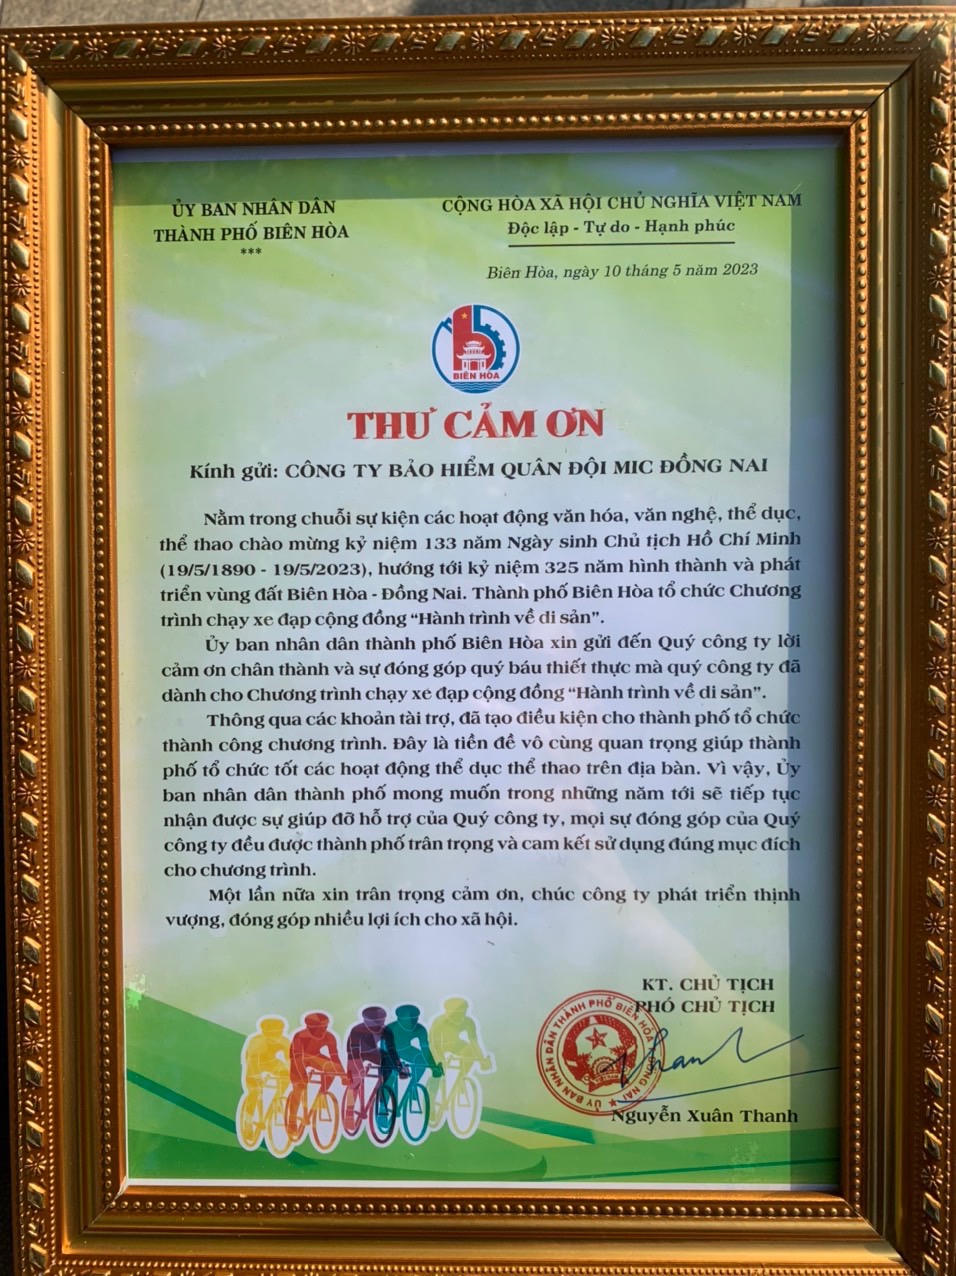 ỦY BAN NHÂN DÂN
THÀNH PHỐ BIÊN HÒA
***
CỘNG HÒA XÃ HỘI CHỦ NGHĨA VIỆT NAM
Độc lập - Tự do - Hạnh phúc
Biên Hòa, ngày 10 tháng 5 năm 2023
BIÊN HÒA
THƯ CẢM ƠN
Kính gửi: CÔNG TY BẢO HIỂM QUÂN ĐỘI MIC ĐỒNG NAI
Nằm trong chuỗi sự kiện các hoạt động văn hóa, văn nghệ, thể dục,
thể thao chào mừng kỷ niệm 133 năm Ngày sinh Chủ tịch Hồ Chí Minh
(19/5/1890 - 19/5/2023), hướng tới kỷ niệm 325 năm hình thành và phát
triển vùng đất Biên Hòa - Đồng Nai. Thành phố Biên Hòa tổ chức Chương
trình chạy xe đạp cộng đồng “Hành trình về di sản”.
Ủy ban nhân dân thành phố Biên Hòa xin gửi đến Quý công ty lời
cảm ơn chân thành và sự đóng góp quý báu thiết thực mà quý công ty đã
dành cho Chương trình chạy xe đạp cộng đồng “Hành trình về di sản”.
Thông qua các khoản tài trợ, đã tạo điều kiện cho thành phố tổ chức
thành công chương trình. Đây là tiền đề vô cùng quan trọng giúp thành
phố tổ chức tốt các hoạt động thể dục thể thao trên địa bàn. Vì vậy, Ủy
ban nhân dân thành phố mong muốn trong những năm tới sẽ tiếp tục
nhận được sự giúp đỡ hỗ trợ của Quý công ty, mọi sự đóng góp của Quý
công ty đều được thành phố trân trọng và cam kết sử dụng đúng mục đích
cho chương trình.
Một lần nữa xin trân trọng cảm ơn, chúc công ty phát triển thịnh
vượng, đóng góp nhiều lợi ích cho xã hội.
KT. CHỦ TỊCH
PHÓ CHỦ TỊCH
ỦY BAN NHÂN DÂN THÀNH PHỐ BIÊN HÒA
Nguyễn Xuân Thanh